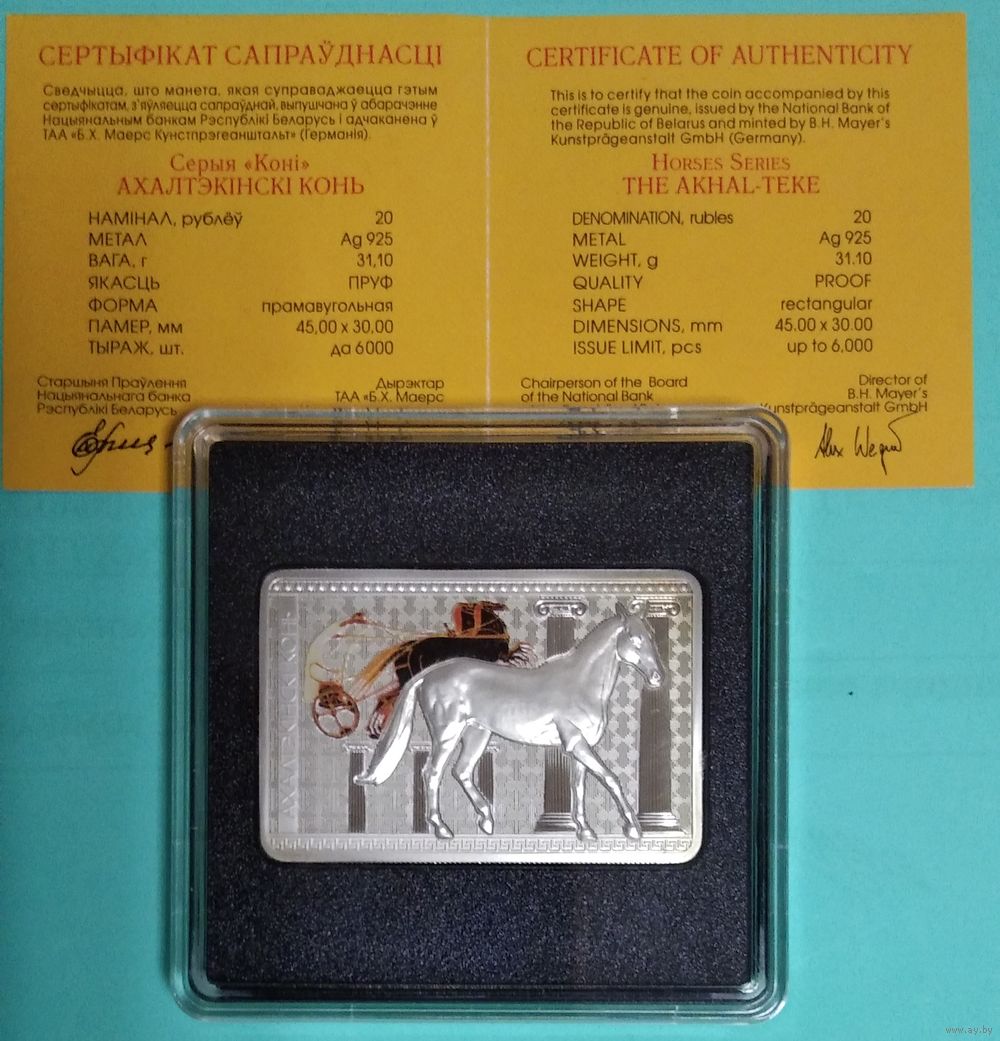 СЕРТЫФІКАТ САПРАЎДНАСЦІ
Сведчыцца, што манета, якая суправаджаецца гэтым
сертыфікатам, з'яўляецца сапраўднай, выпушчана ў абарачэнне
Нацыянальным банкам Рэспублікі Беларусь і адчаканена ў
ТАА «Б.Х. Маерс Кунстпрэгеанштальт» (Германія).
Серыя «Коні»
АХАЛТЭКІНСКІ КОНЬ
НАМІНАЛ, рублёў 20
МЕТАЛ Ag 925
ВАГА, г 31,10
ЯКАСЦЬ ПРУФ
ФОРМА прамавугольная
ПАМЕР, мм 45,00 x 30,00
ТЫРАЖ, шт. да 6000
Старшыня Праўлення
Нацыянальнага банка
Рэспублікі Беларусь
Дырэктар
ТАА «Б.Х. Маерс
CERTIFICATE OF AUTHENTICITY
This is to certify that the coin accompanied by this
certificate is genuine, issued by the National Bank of
the Republic of Belarus and minted by B.H. Mayer's
Kunstprägeanstalt GmbH (Germany).
HORSES SERIES
THE AKHAL-TEKE
DENOMINATION, rubles 20
METAL Ag 925
WEIGHT, g 31.10
QUALITY PROOF
SHAPE rectangular
DIMENSIONS, mm 45.00 x 30.00
ISSUE LIMIT, pcs up to 6,000
Chairperson of the Board
of the National Bank
Director of
B.H. Mayer's
Kunstprägeanstalt GmbH
Alex
АХАЛТЭКІНСКІ КОНЬ
www.ay.by